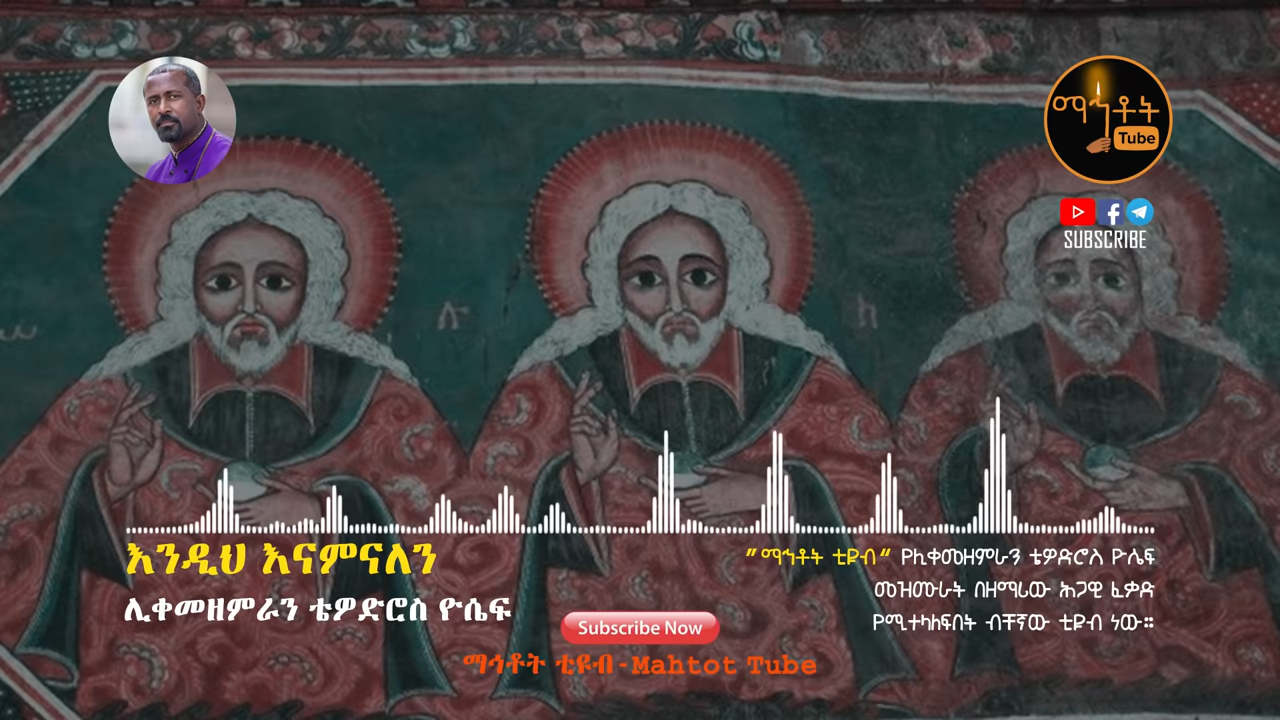 ማኅቶት
Tube
SUBSCRIBE
ሉ
እንዲህ እናምናለን
ሊቀመዘምራን ቴዎድሮስ ዮሴፍ
"ማኅቶት ቲዩብ" የሊቀመዘምራን ቴዎድሮስ ዮሴፍ
መዝሙራት በዘማሪው ሕጋዊ ፈቃድ
የሚተላለፍበት ብቸኛው ቲዩብ ነው።
Subscribe Now
ማኅቶት ቲዩብ-Mahtot Tube